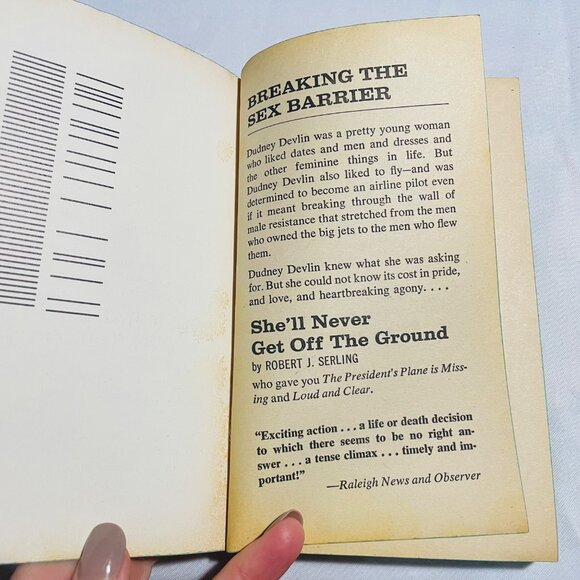 BREAKING THE
SEX BARRIER
Dudney Devlin was a pretty young woman
who liked dates and men and dresses and
the other feminine things in life. But
Dudney Devlin also liked to fly—and was
determined to become an airline pilot even
if it meant breaking through the wall of
male resistance that stretched from the men
who owned the big jets to the men who flew
them.
Dudney Devlin knew what she was asking
for. But she could not know its cost in pride,
and love, and heartbreaking agony. . . .
She'll Never
Get Off The Ground
by ROBERT J. SERLING
who gave you The President's Plane is Miss-
ing and Loud and Clear.
“Exciting action . . . a life or death decision
to which there seems to be no right an-
swer . . . a tense climax . . . timely and im-
portant!”
—Raleigh News and Observer